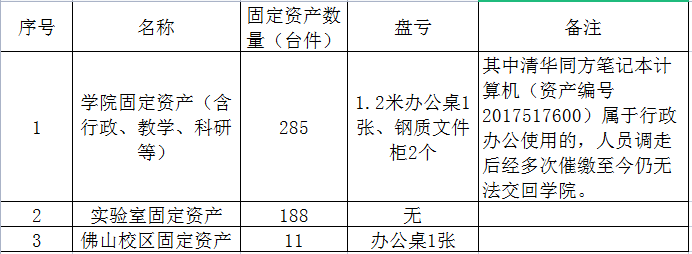 序号 名称 固定资产数量（台件） 盘亏 备注
1 学院固定资产（含行政、教学、科研等） 285 1.2米办公桌1张、钢质文件柜2个 其中清华同方笔记本计算机（资产编号2017517600）属于行政办公使用的，人员调走后经多次催缴至今仍无法交回学院。
2 实验室固定资产 188 无
3 佛山校区固定资产 11 办公桌1张